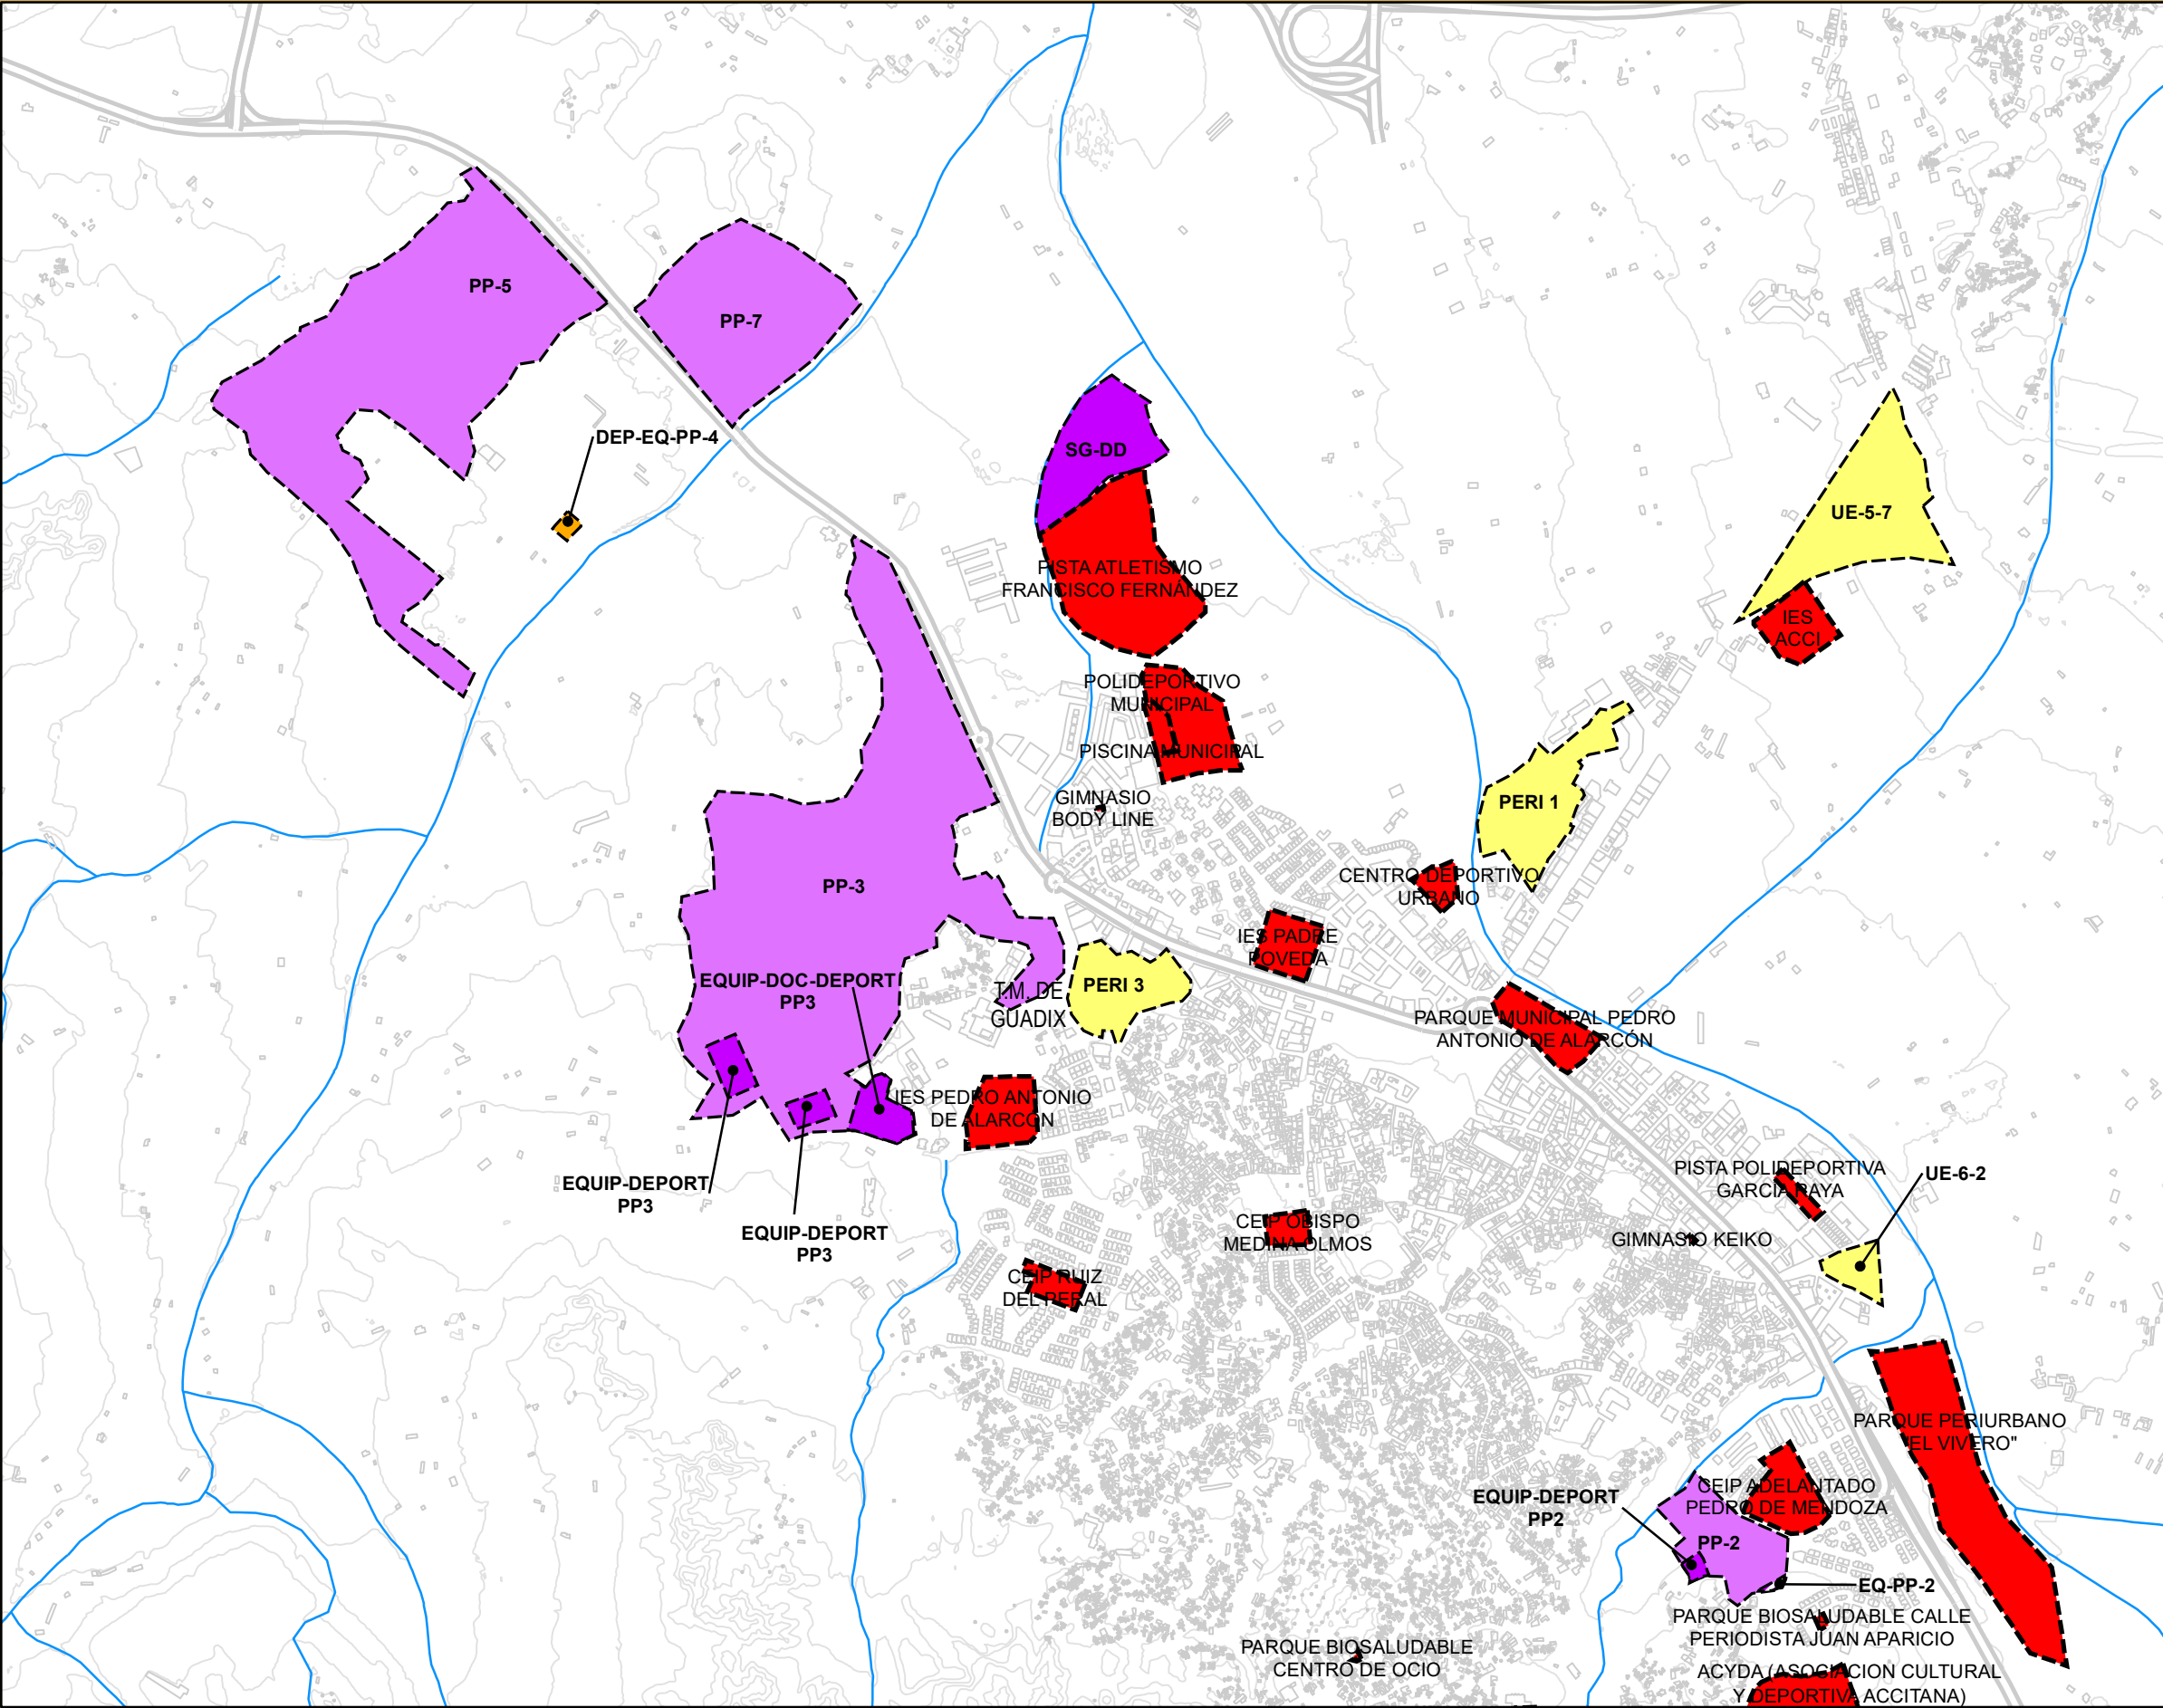 PP-5
PP-7
DEP-EQ-PP-4
SG-DD
UE-5-7
PISTA ATLETISMO
FRANCISCO FERNÁNDEZ
IES
ACCI
POLIDEPORTIVO
MUNICIPAL
PISCINA MUNICIPAL
GIMNASIO
BODY LINE
PERI 1
PP-3
CENTRO DEPORTIVO
URBANO
IES PADRE
POVEDA
EQUIP-DOC-DEPORT
PP3
T.M. DE
GUADIX
PERI 3
PARQUE MUNICIPAL PEDRO
ANTONIO DE ALARCÓN
IES PEDRO ANTONIO
DE ALARCÓN
EQUIP-DEPORT
PP3
EQUIP-DEPORT
PP3
PISTA POLIDEPORTIVA
GARCÍA RAYA
UE-6-2
CEIP OBISPO
MEDINA OLMOS
GIMNASIO KEIKO
CEIP RUIZ
DEL PERAL
PARQUE PERIURBANO
"EL VIVERO"
CEIP ADELANTADO
PEDRO DE MENDOZA
EQUIP-DEPORT
PP2
PP-2
EQ-PP-2
PARQUE BIOSALUDABLE CALLE
PERIODISTA JUAN APARICIO
PARQUE BIOSALUDABLE
CENTRO DE OCIO
ACYDA (ASOCIACION CULTURAL
Y DEPORTIVA ACCITANA)